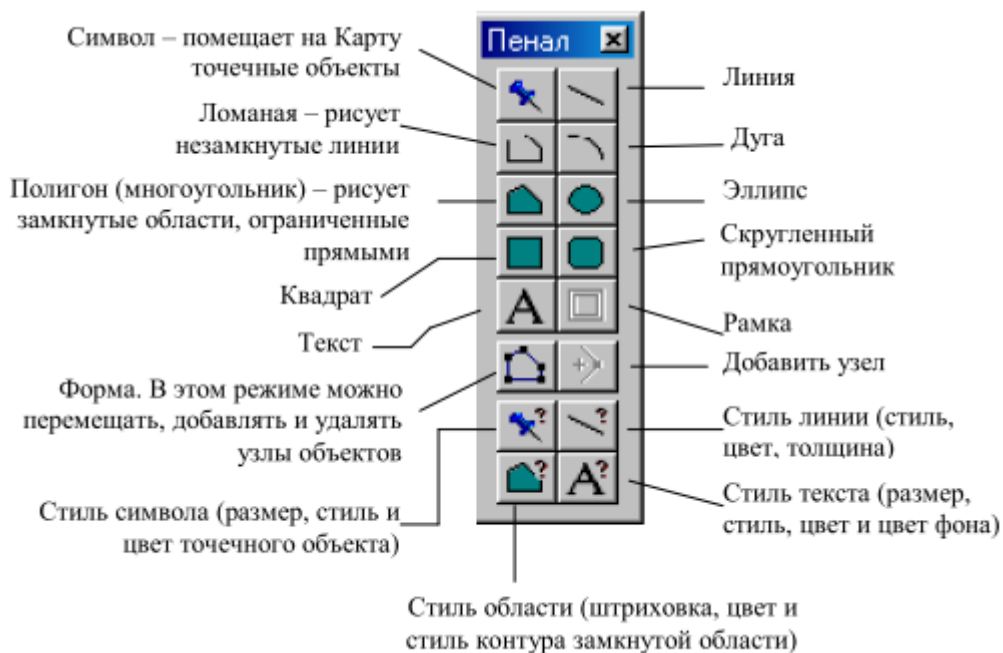 Пенал
Символ – помещает на Карту
точечные объекты
Линия
Ломаная – рисует
незамкнутые линии
Дуга
Полигон (многоугольник) – рисует
замкнутые области, ограниченные
прямыми
Эллипс
Скругленный
прямоугольник
Квадрат
Текст
Рамка
Добавить узел
Форма. В этом режиме можно
перемещать, добавлять и удалять
узлы объектов
Стиль линии (стиль,
цвет, толщина)
Стиль символа (размер, стиль и
цвет точечного объекта)
Стиль текста (размер,
стиль, цвет и цвет фона)
Стиль области (штриховка, цвет и
стиль контура замкнутой области)